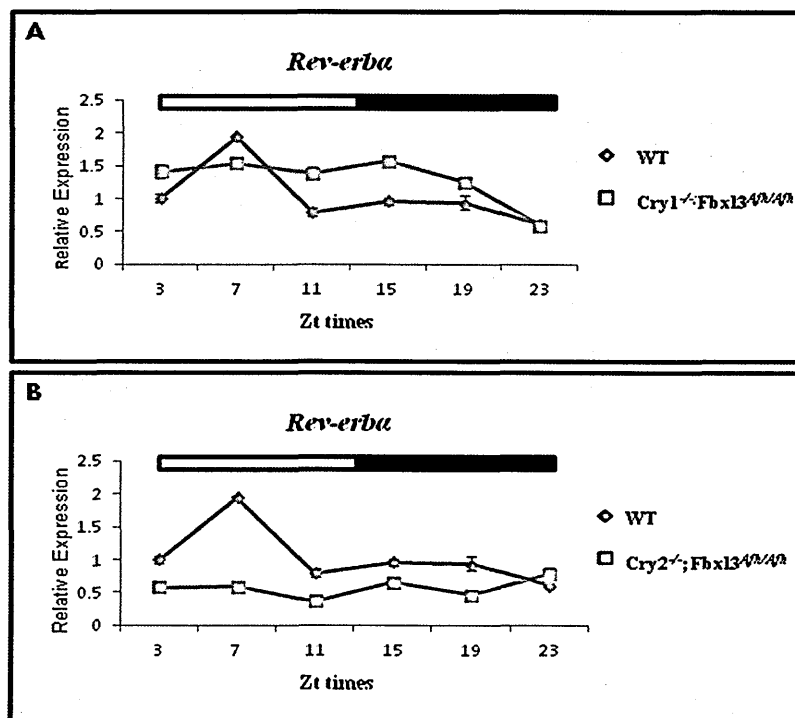 A
Rev-erbα
2.5
2
1.5
1
0.5
0
Relative Expression
3 7 11 15 19 23
Zt times
WT
Cry1-/-;Fbxl3Afh/Afh
B
Rev-erbα
2.5
2
1.5
1
0.5
0
Relative Expression
3 7 11 15 19 23
Zt times
WT
Cry2-/-;Fbxl3Afh/Afh